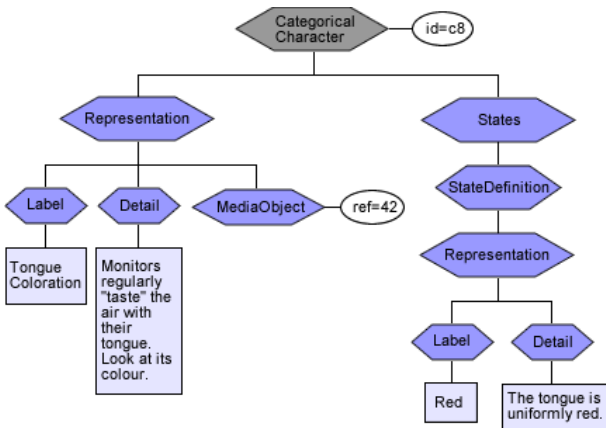 Categorical
Character
id=c8
Representation
States
Label
Detail
MediaObject
ref=42
StateDefinition
Tongue
Coloration
Monitors
regularly
"taste" the
air with
their
tongue.
Look at its
colour.
Representation
Label
Detail
Red
The tongue is
uniformly red.